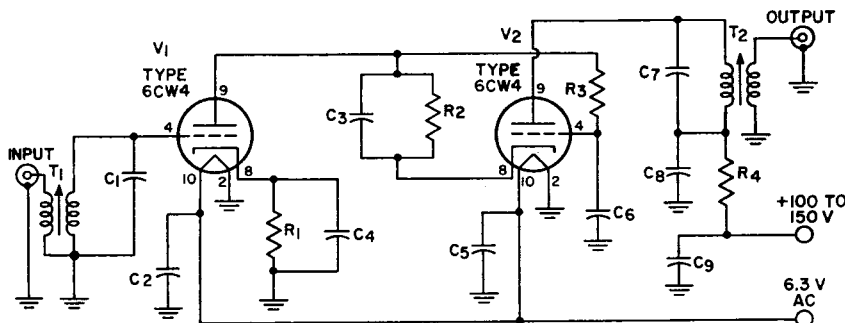 OUTPUT
T2
V1
TYPE
6CW4
9
4
8
10
2
V2
TYPE
6CW4
9
4
8
10
2
C3
R2
R3
C7
INPUT
T1
C1
C2
R1
C4
C5
C6
C8
R4
C9
+100 TO
150 V
6.3 V
AC